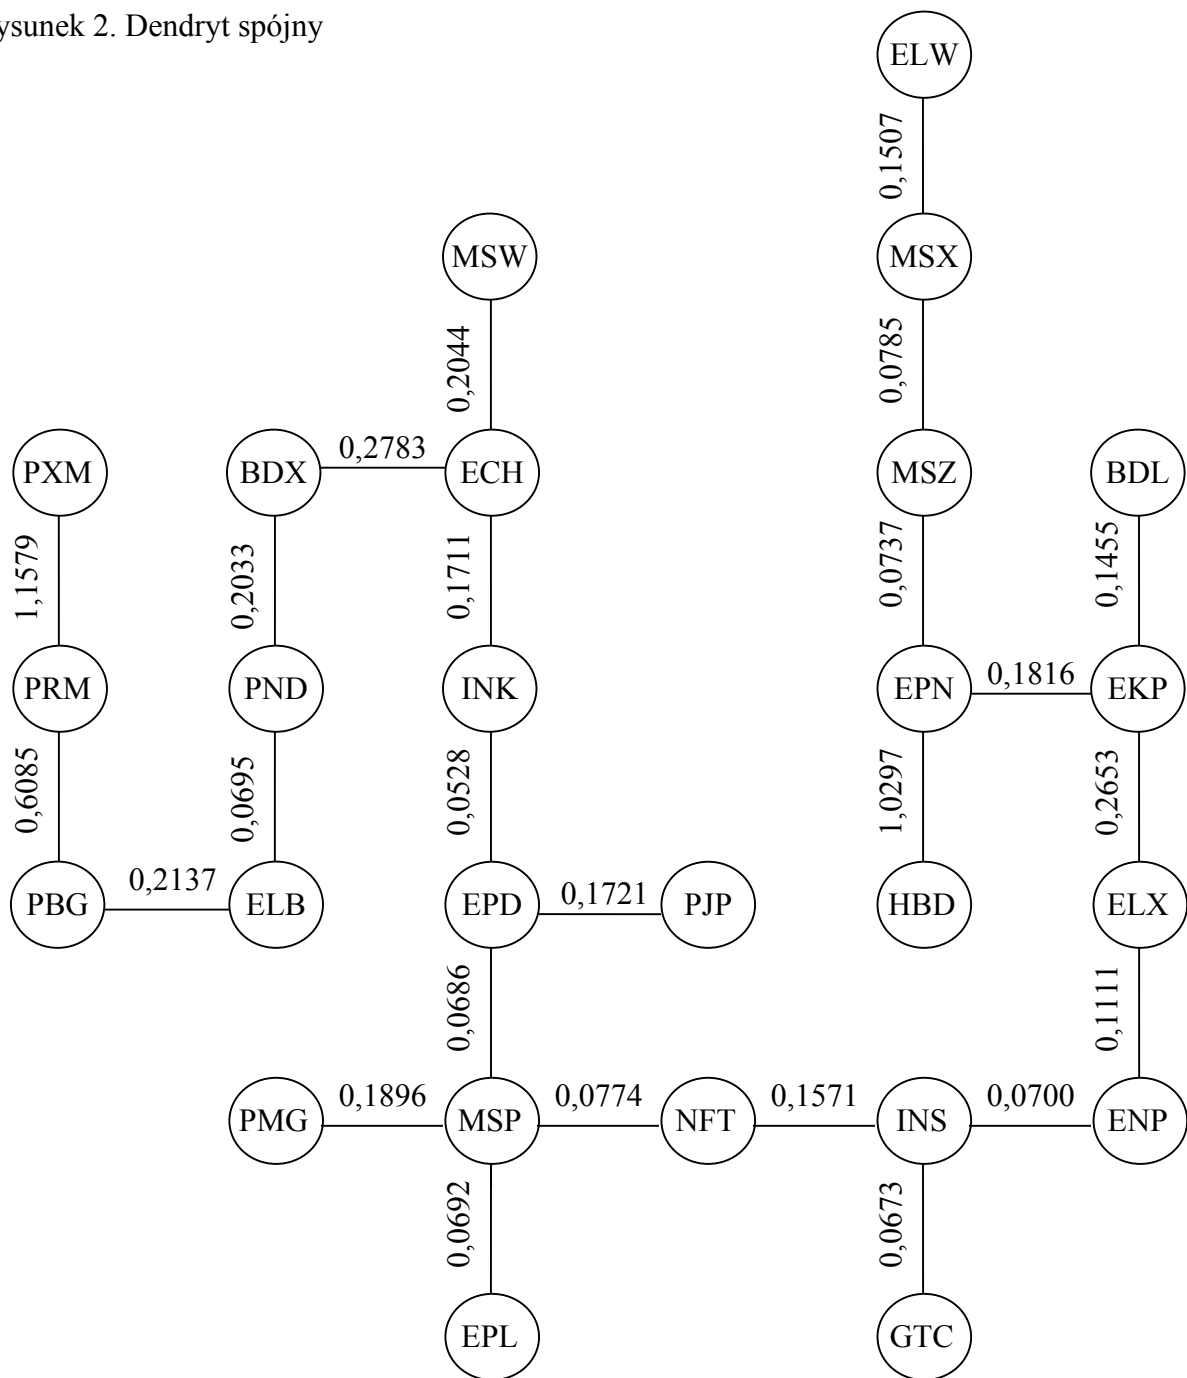 ysunek 2. Dendryt spójny
ELW
0,1507
MSW
MSX
0,2044
0,0785
PXM
BDX
0,2783
ECH
MSZ
BDL
1,1579
0,2033
0,1711
0,0737
0,1455
PRM
PND
INK
EPN
0,1816
EKP
0,6085
0,0695
0,0528
1,0297
0,2653
PBG
0,2137
ELB
EPD
0,1721
PJP
HBD
ELX
0,0686
0,1111
PMG
0,1896
MSP
0,0774
NFT
0,1571
INS
0,0700
ENP
0,0692
0,0673
EPL
GTC